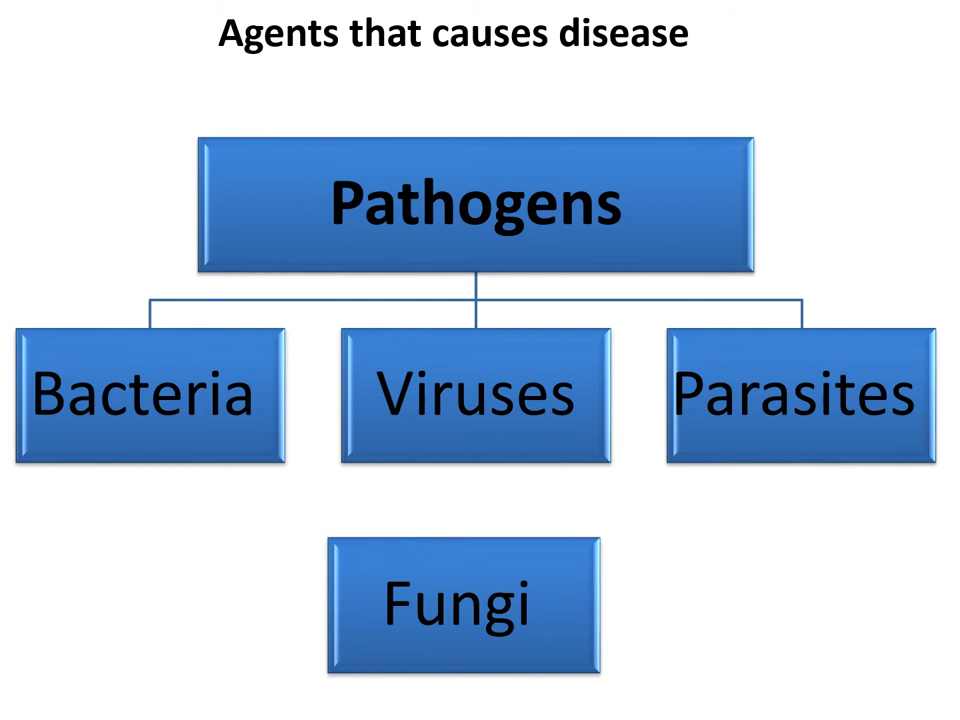 Agents that causes disease
Pathogens
Bacteria
Viruses
Parasites
Fungi